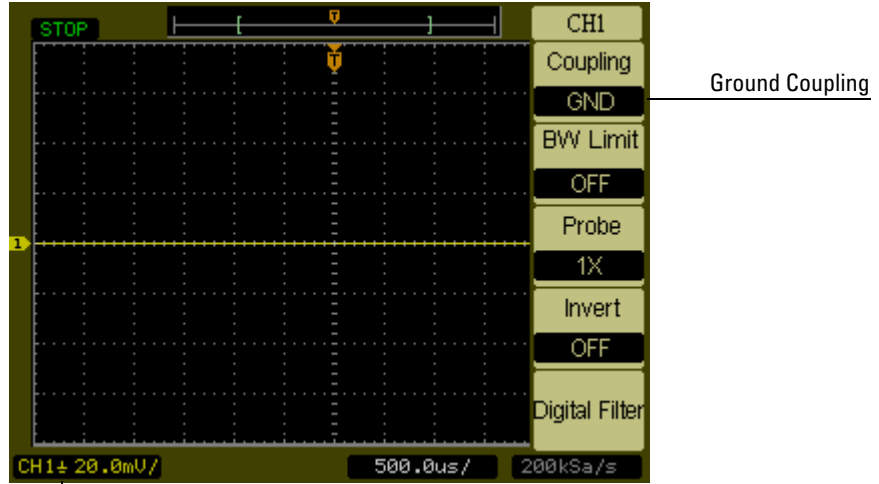 STOP
T
T
CH1
Coupling
GND
Ground Coupling
BW Limit
OFF
Probe
1X
1
Invert
OFF
Digital Filter
CH1⏚ 20.0mV/
500.0us/
200kSa/s